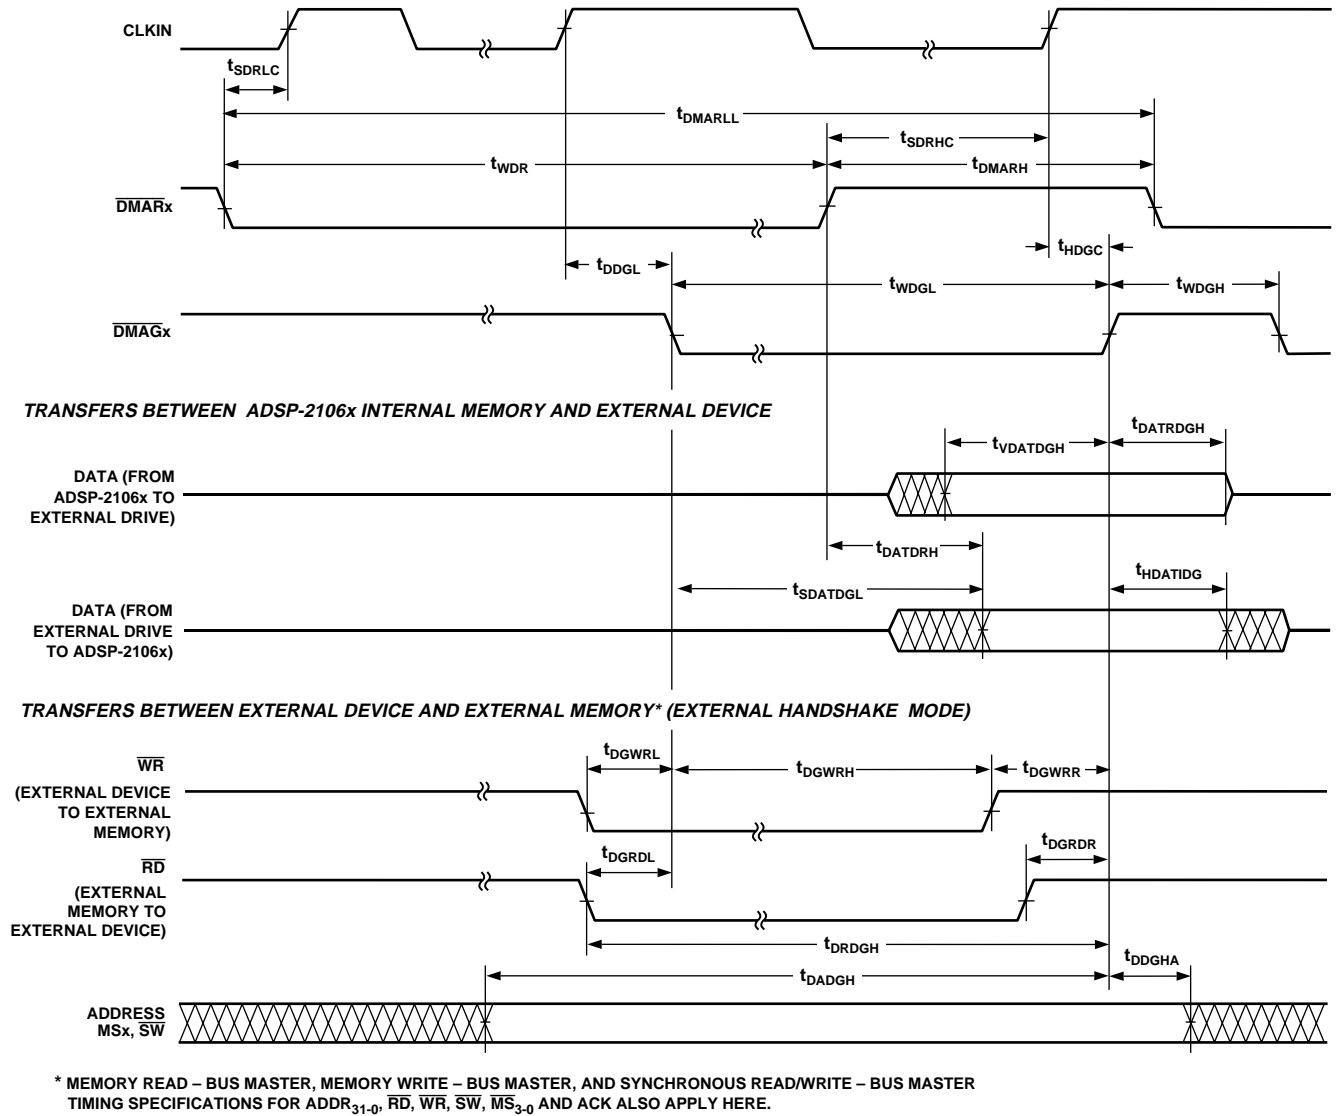 CLKIN
tSDRLC
tDMARLL
tSDRHC
tWDR
tDMARH
DMARx
tHDGC
tDDGL
tWDGL
tWDGH
DMAGx
TRANSFERS BETWEEN ADSP-2106x INTERNAL MEMORY AND EXTERNAL DEVICE
tDATRDGH
tVDATDGH
DATA (FROM
ADSP-2106x TO
EXTERNAL DRIVE)
tDATDRH
tHDATIDG
tSDATDGL
DATA (FROM
EXTERNAL DRIVE
TO ADSP-2106x)
TRANSFERS BETWEEN EXTERNAL DEVICE AND EXTERNAL MEMORY* (EXTERNAL HANDSHAKE MODE)
tDGWRL
tDGWRH
tDGWRR
WR
(EXTERNAL DEVICE
TO EXTERNAL
MEMORY)
tDGRDR
tDGRDL
RD
(EXTERNAL
MEMORY TO
EXTERNAL DEVICE)
tDRDGH
tDDGHA
tDADGH
ADDRESS
MSx, SW
* MEMORY READ – BUS MASTER, MEMORY WRITE – BUS MASTER, AND SYNCHRONOUS READ/WRITE – BUS MASTER
TIMING SPECIFICATIONS FOR ADDR31-0, RD, WR, SW, MS3-0 AND ACK ALSO APPLY HERE.